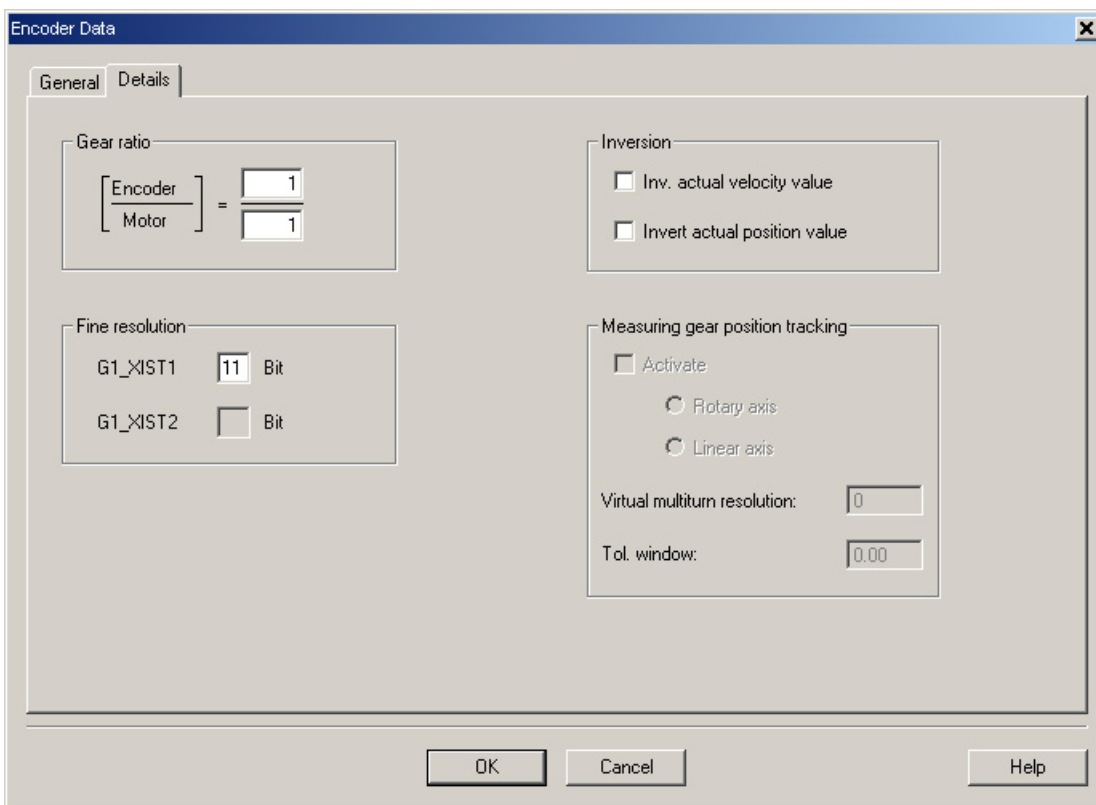 Encoder Data
General
Details
Gear ratio
Encoder
Motor
=
1
1
Inversion
Inv. actual velocity value
Invert actual position value
Fine resolution
G1_XIST1 11 Bit
G1_XIST2 Bit
Measuring gear position tracking
Activate
Rotary axis
Linear axis
Virtual multiturn resolution: 0
Tol. window: 0.00
OK
Cancel
Help